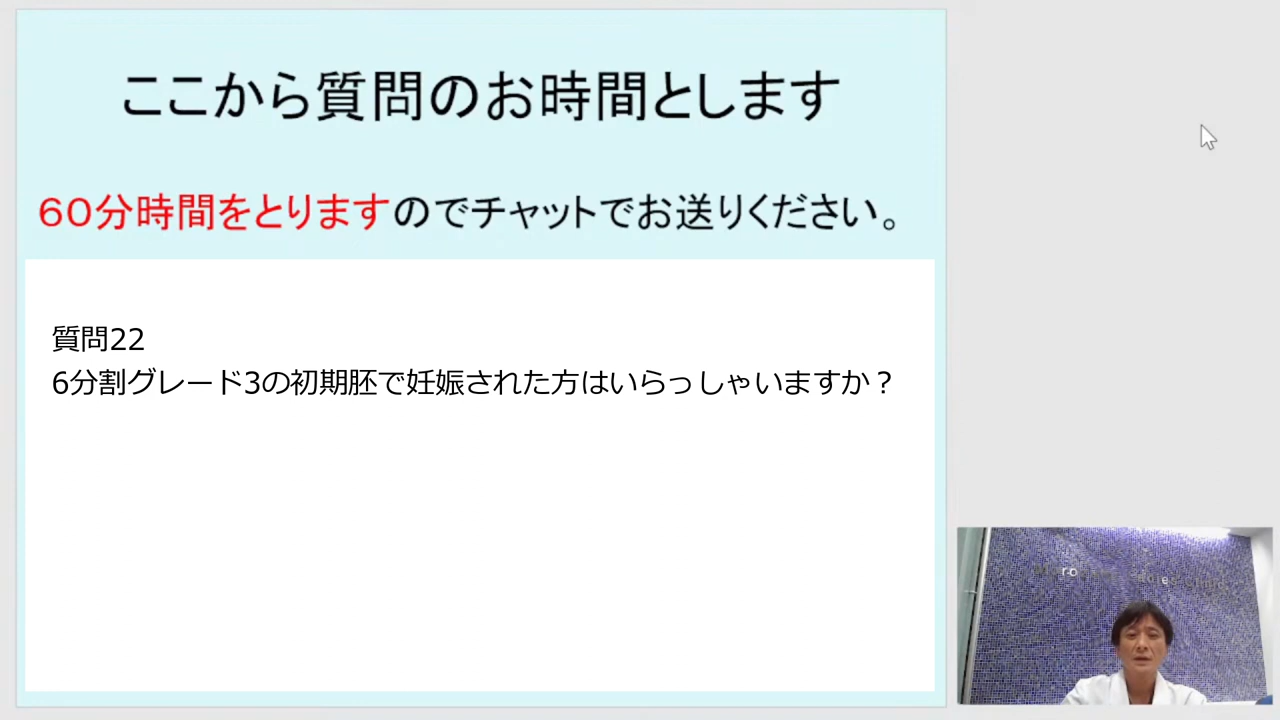 ここから質問のお時間とします
60分時間をとりますのでチャットでお送りください。
質問22
6分割グレード3の初期胚で妊娠された方はいらっしゃいますか？